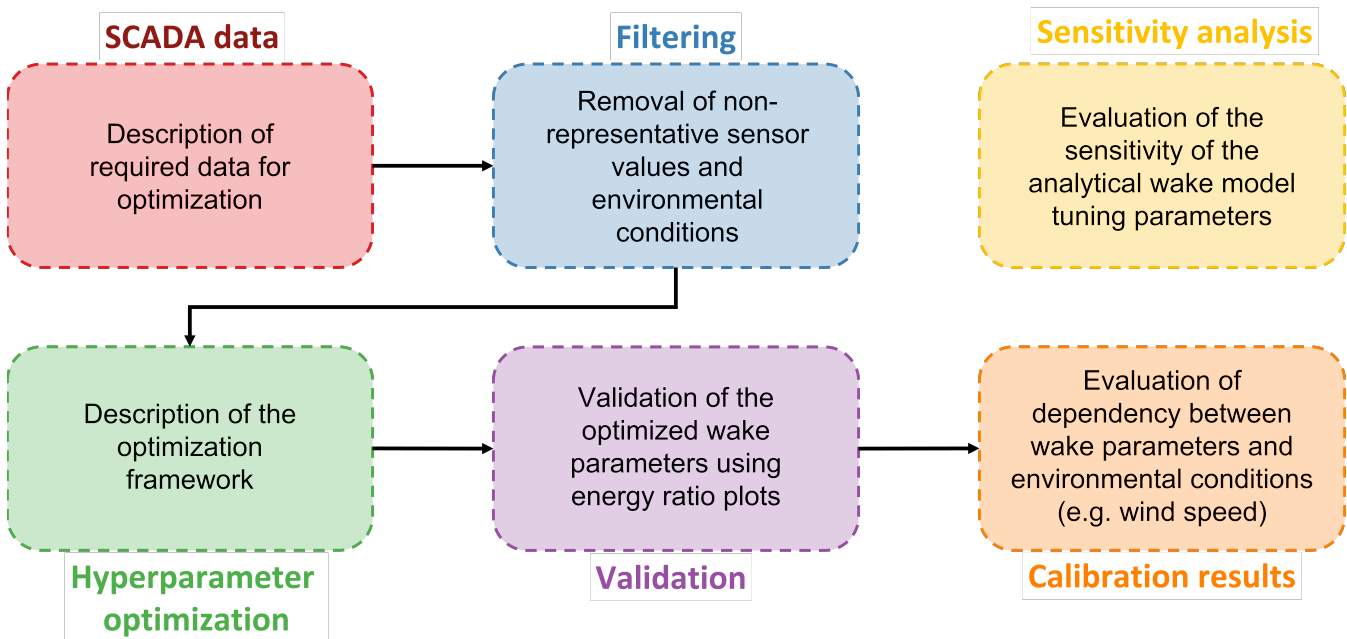 SCADA data
Description of
required data for
optimization
Filtering
Removal of non-
representative sensor
values and
environmental
conditions
Sensitivity analysis
Evaluation of the
sensitivity of the
analytical wake model
tuning parameters
Description of the
optimization
framework
Hyperparameter
optimization
Validation of the
optimized wake
parameters using
energy ratio plots
Validation
Evaluation of
dependency between
wake parameters and
environmental conditions
(e.g. wind speed)
Calibration results